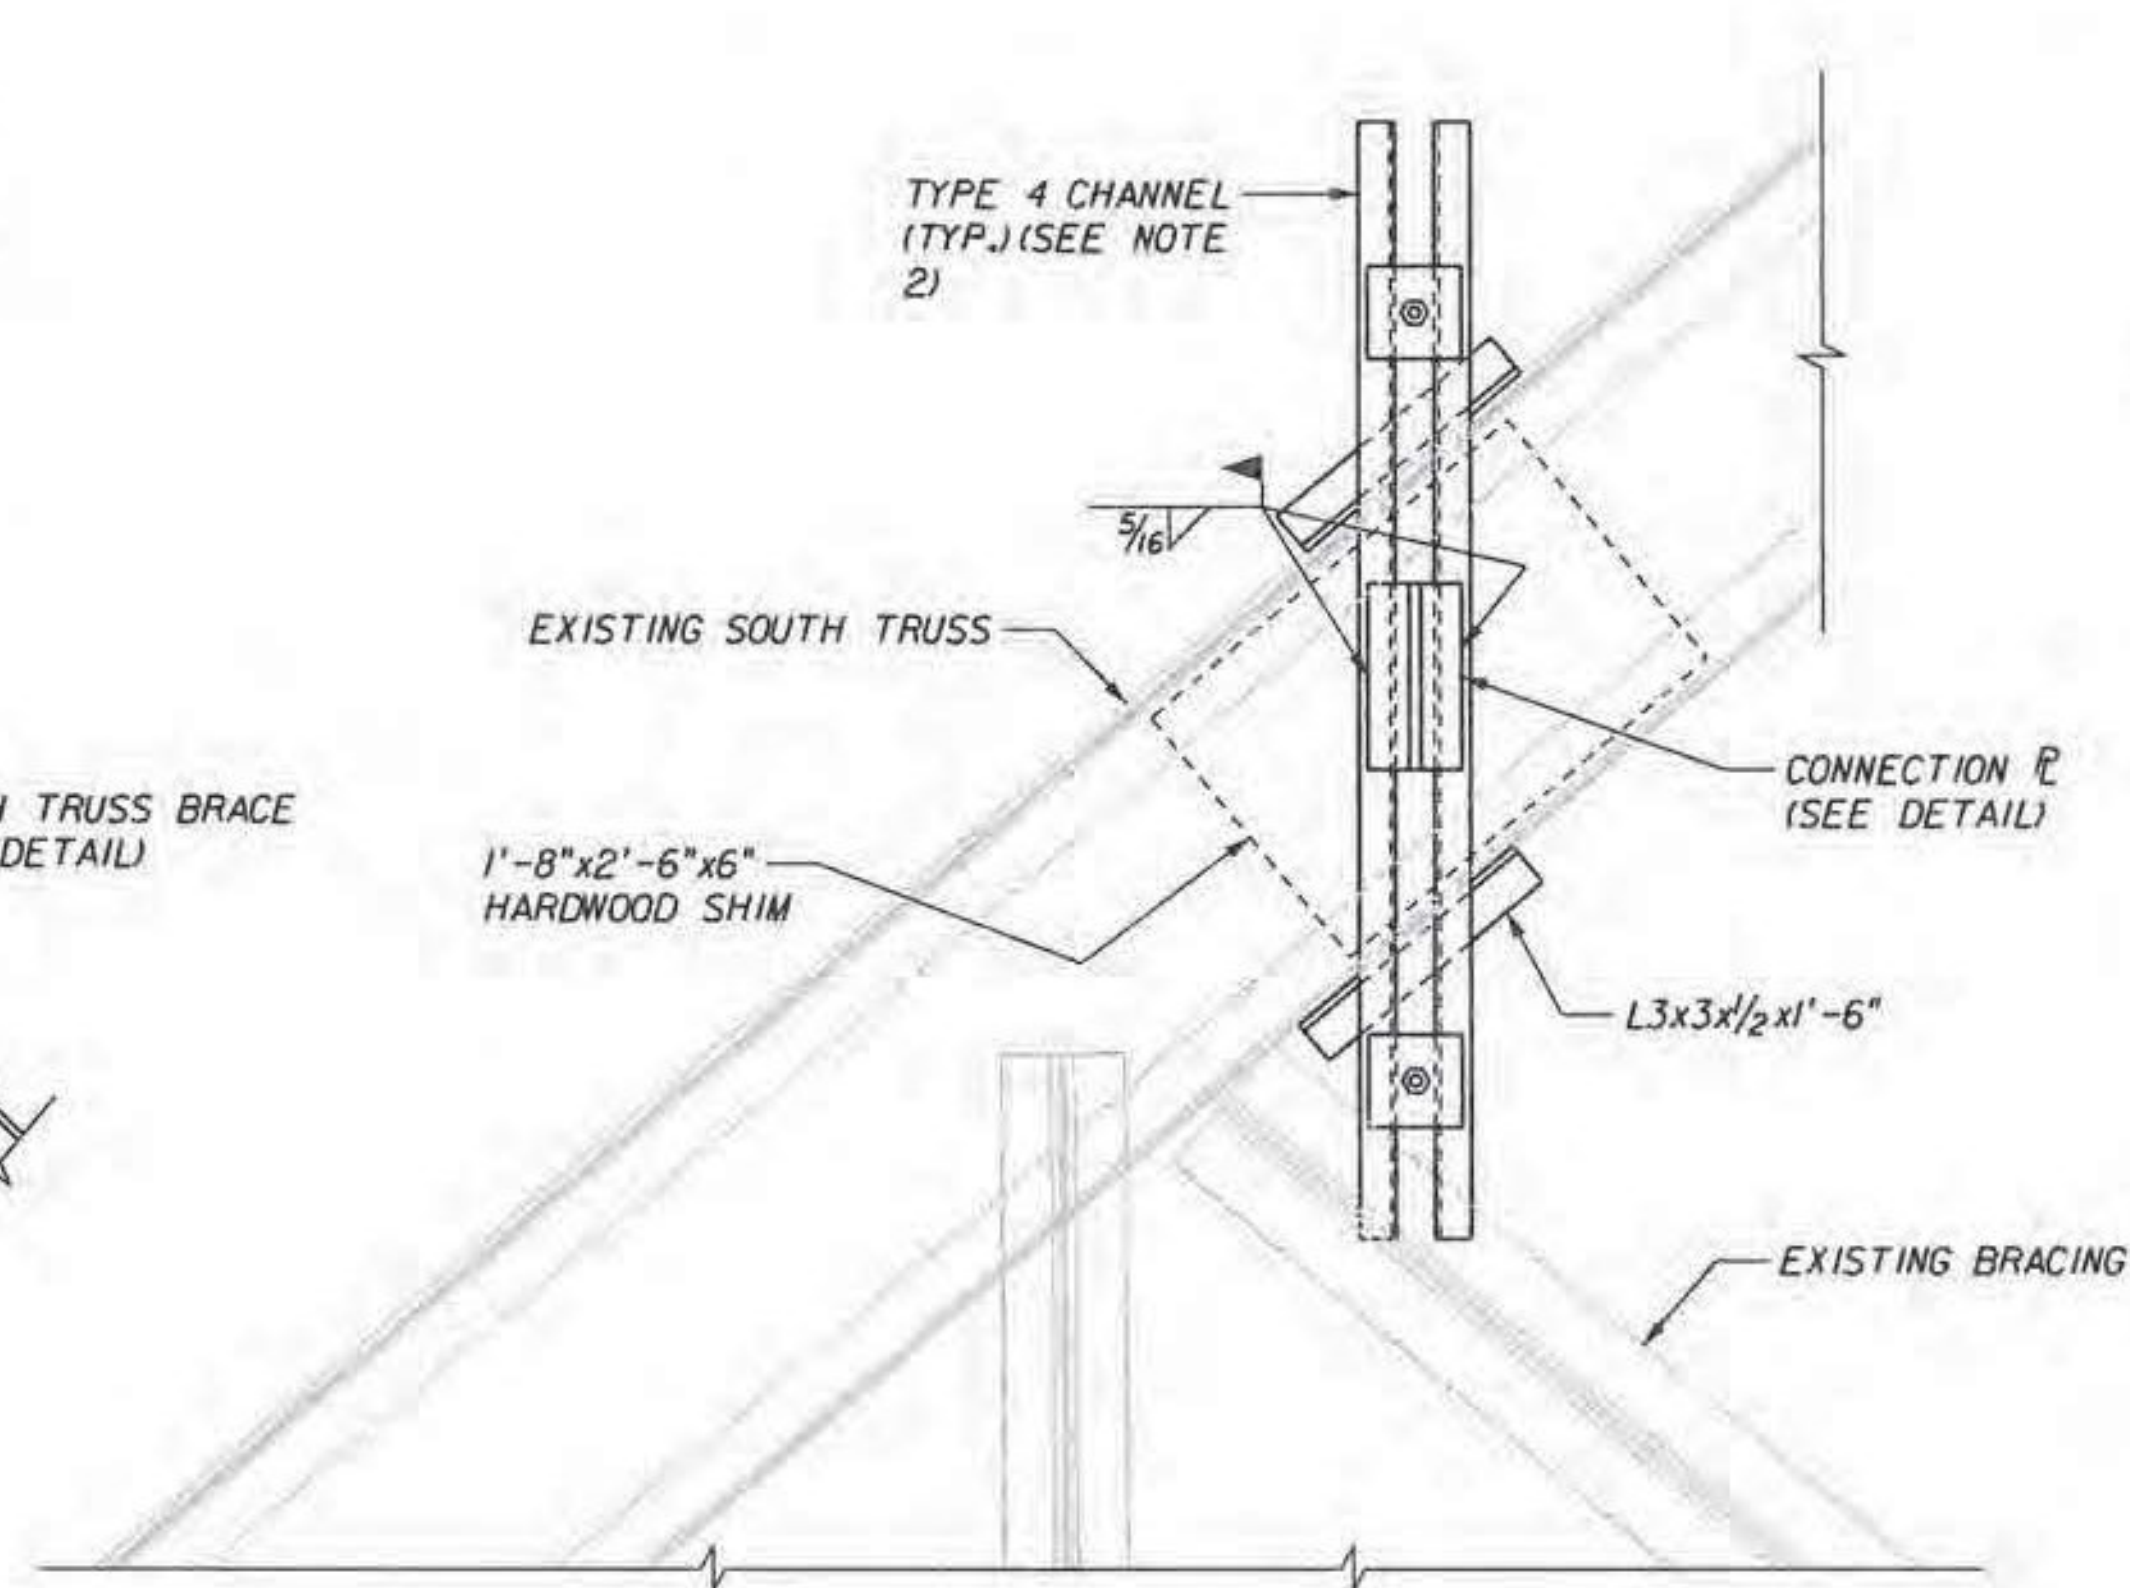 TYPE 4 CHANNEL
(TYP.)(SEE NOTE
2)
5/16
EXISTING SOUTH TRUSS
CONNECTION ℄
(SEE DETAIL)
TRUSS BRACE
DETAIL)
1'-8"x2'-6"x6"
HARDWOOD SHIM
L3x3x1/2x1'-6"
EXISTING BRACING